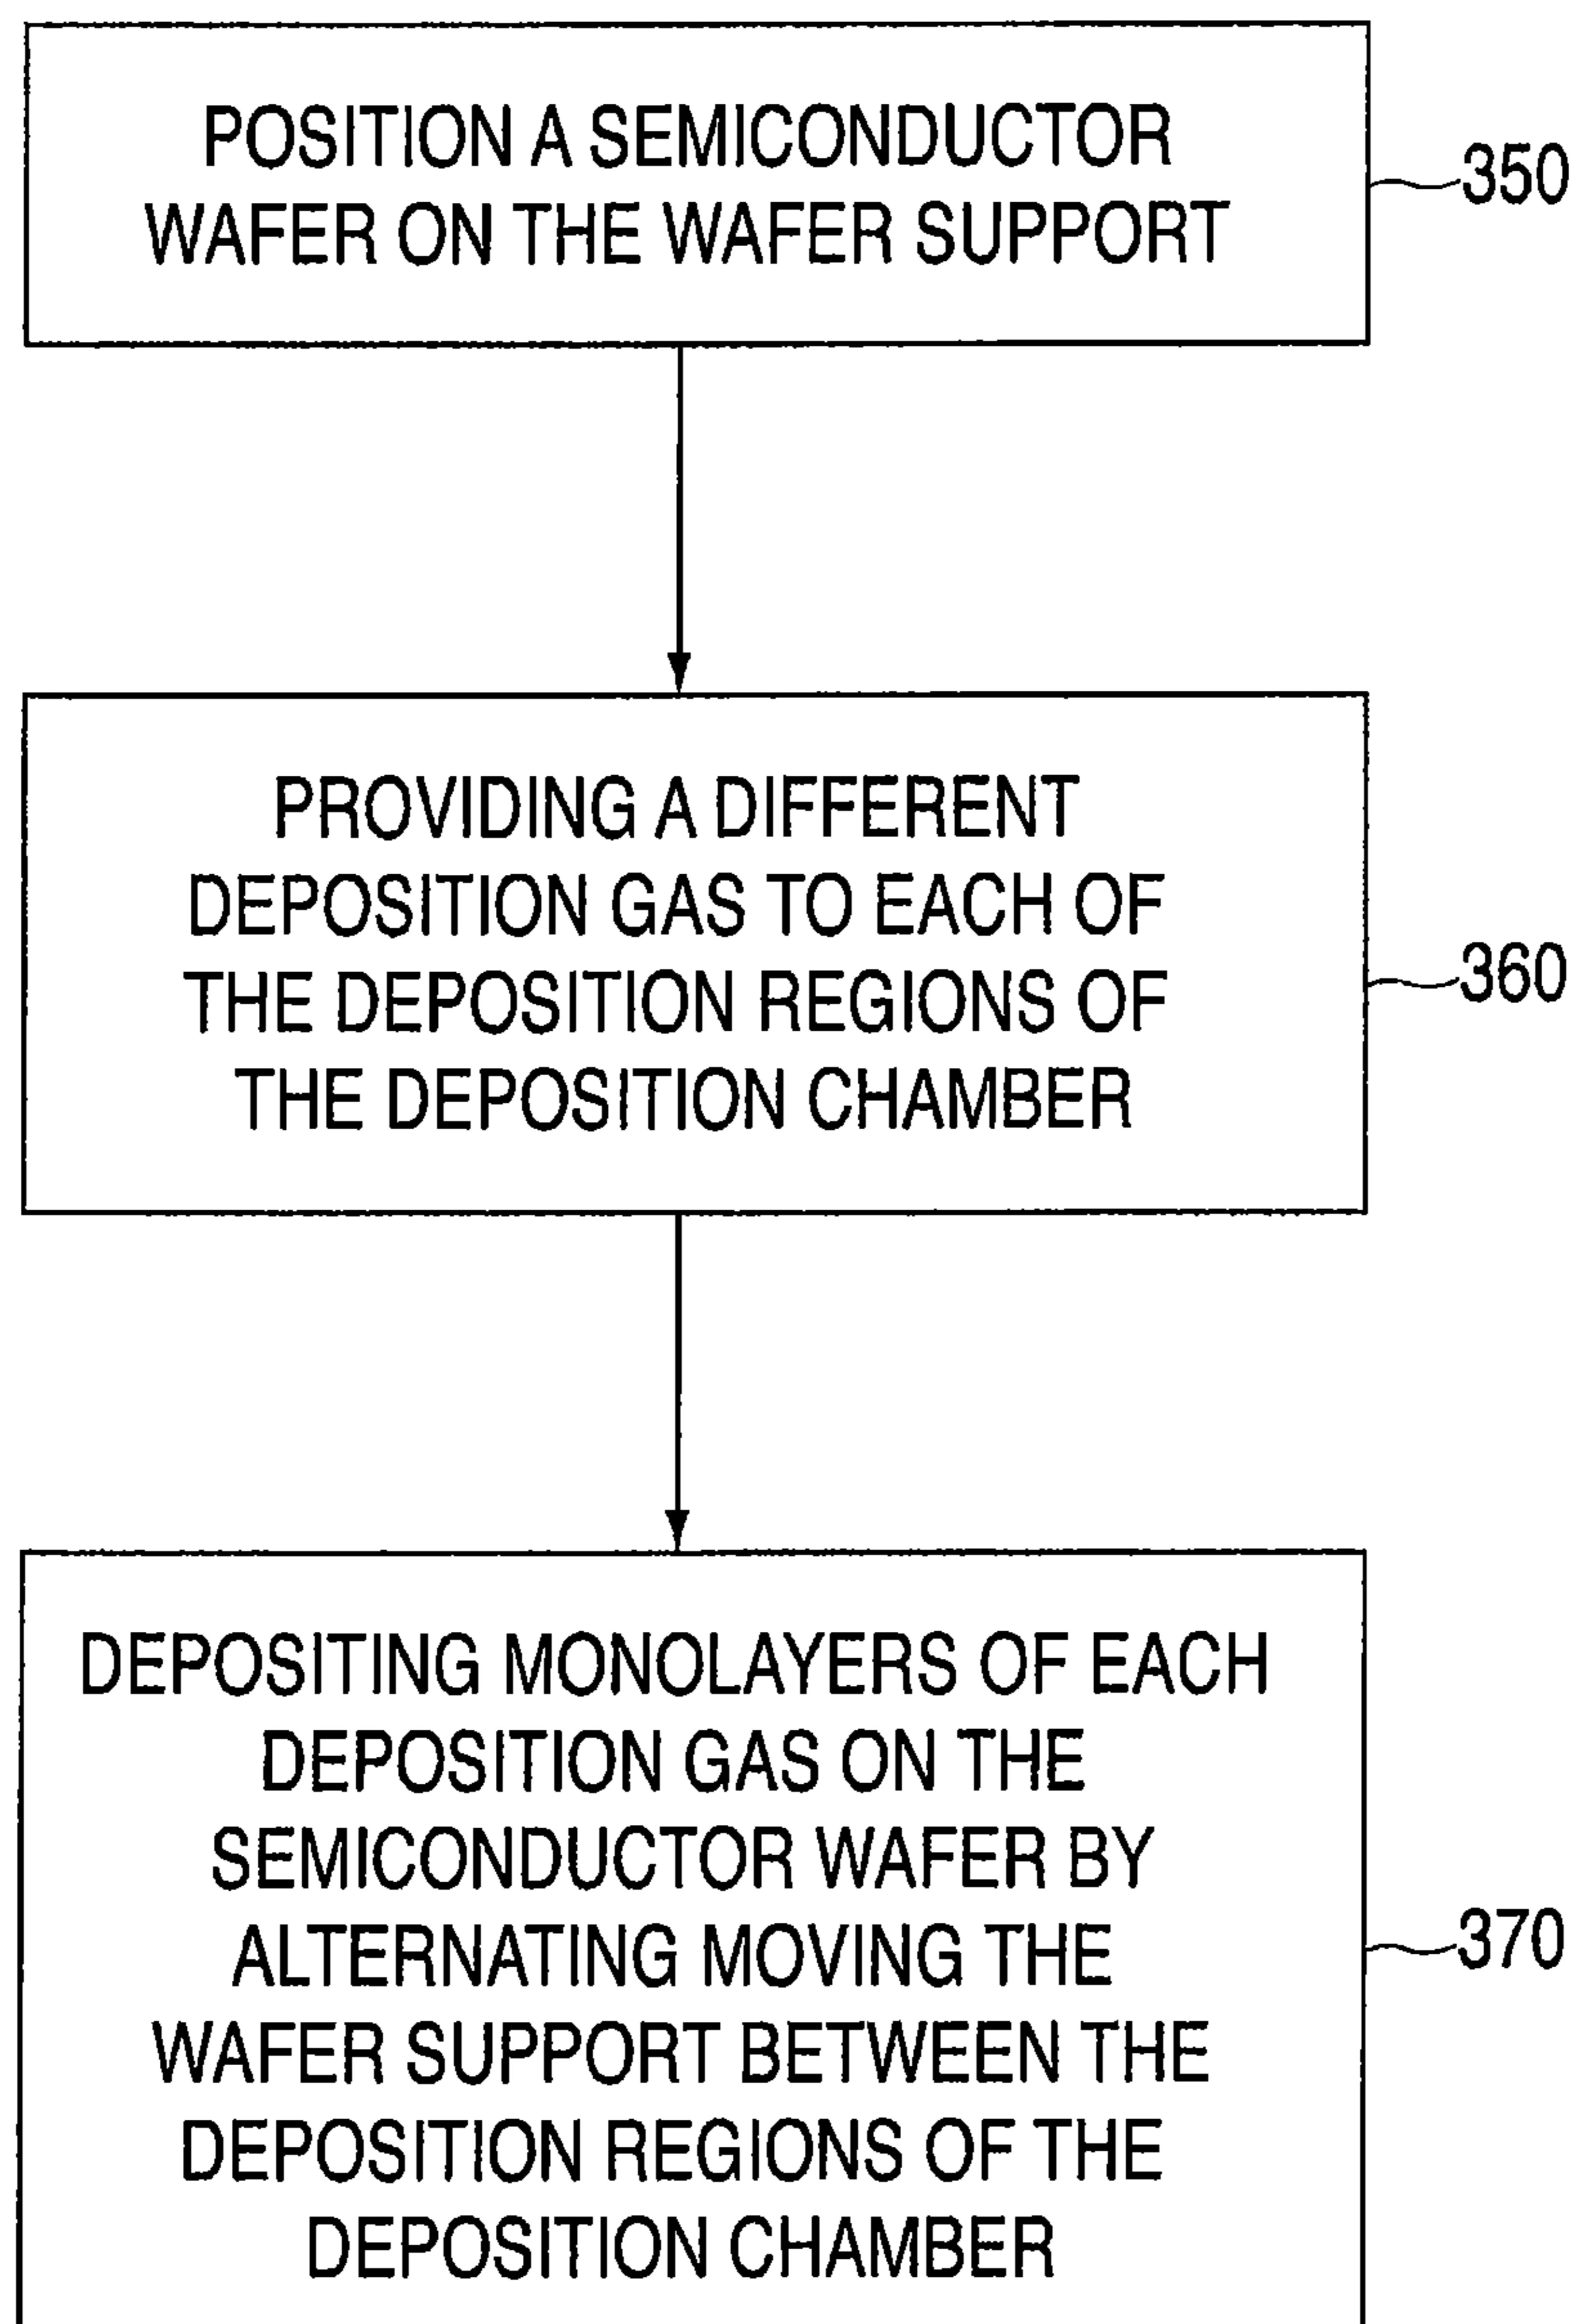 POSITION A SEMICONDUCTOR
WAFER ON THE WAFER SUPPORT
350
PROVIDING A DIFFERENT
DEPOSITION GAS TO EACH OF
THE DEPOSITION REGIONS OF
THE DEPOSITION CHAMBER
360
DEPOSITING MONOLAYERS OF EACH
DEPOSITION GAS ON THE
SEMICONDUCTOR WAFER BY
ALTERNATING MOVING THE
WAFER SUPPORT BETWEEN THE
DEPOSITION REGIONS OF THE
DEPOSITION CHAMBER
370